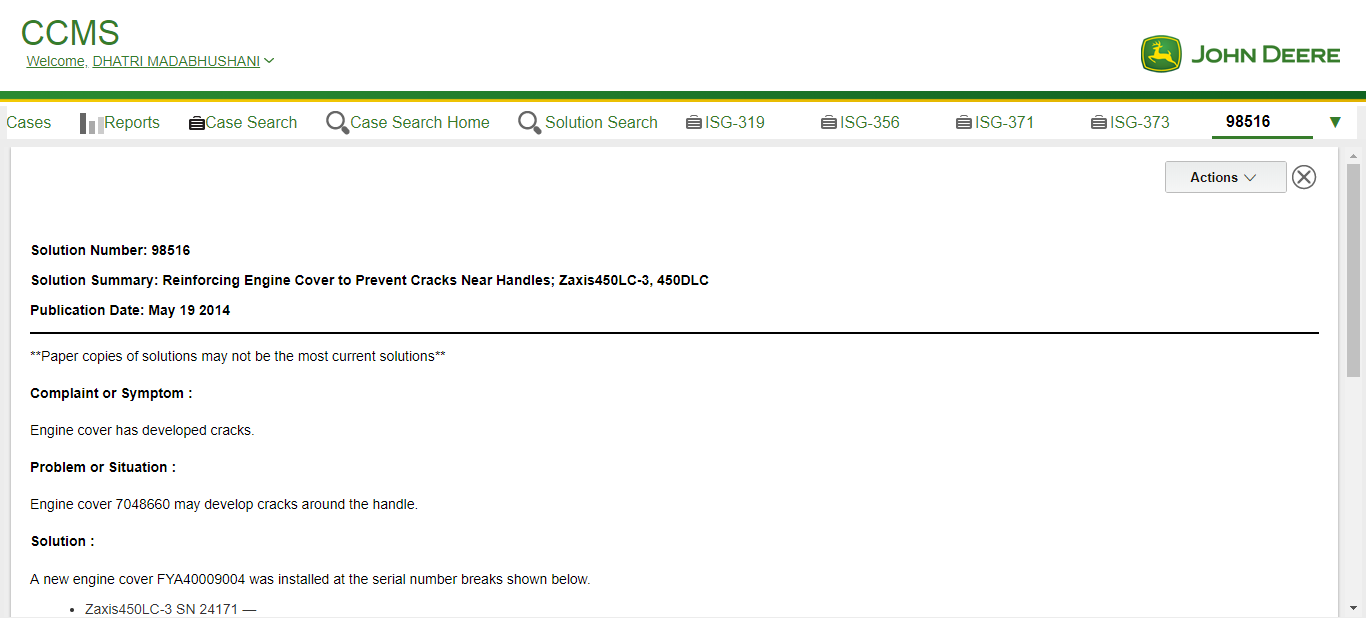 CCMS
Welcome, DHATRI MADABHUSHANI
JOHN DEERE
Cases Reports Case Search Case Search Home Solution Search ISG-319 ISG-356 ISG-371 ISG-373 98516
Actions
Solution Number: 98516
Solution Summary: Reinforcing Engine Cover to Prevent Cracks Near Handles; Zaxis450LC-3, 450DLC
Publication Date: May 19 2014
**Paper copies of solutions may not be the most current solutions**
Complaint or Symptom :
Engine cover has developed cracks.
Problem or Situation :
Engine cover 7048660 may develop cracks around the handle.
Solution :
A new engine cover FYA40009004 was installed at the serial number breaks shown below.
• Zaxis450LC-3 SN 24171 —